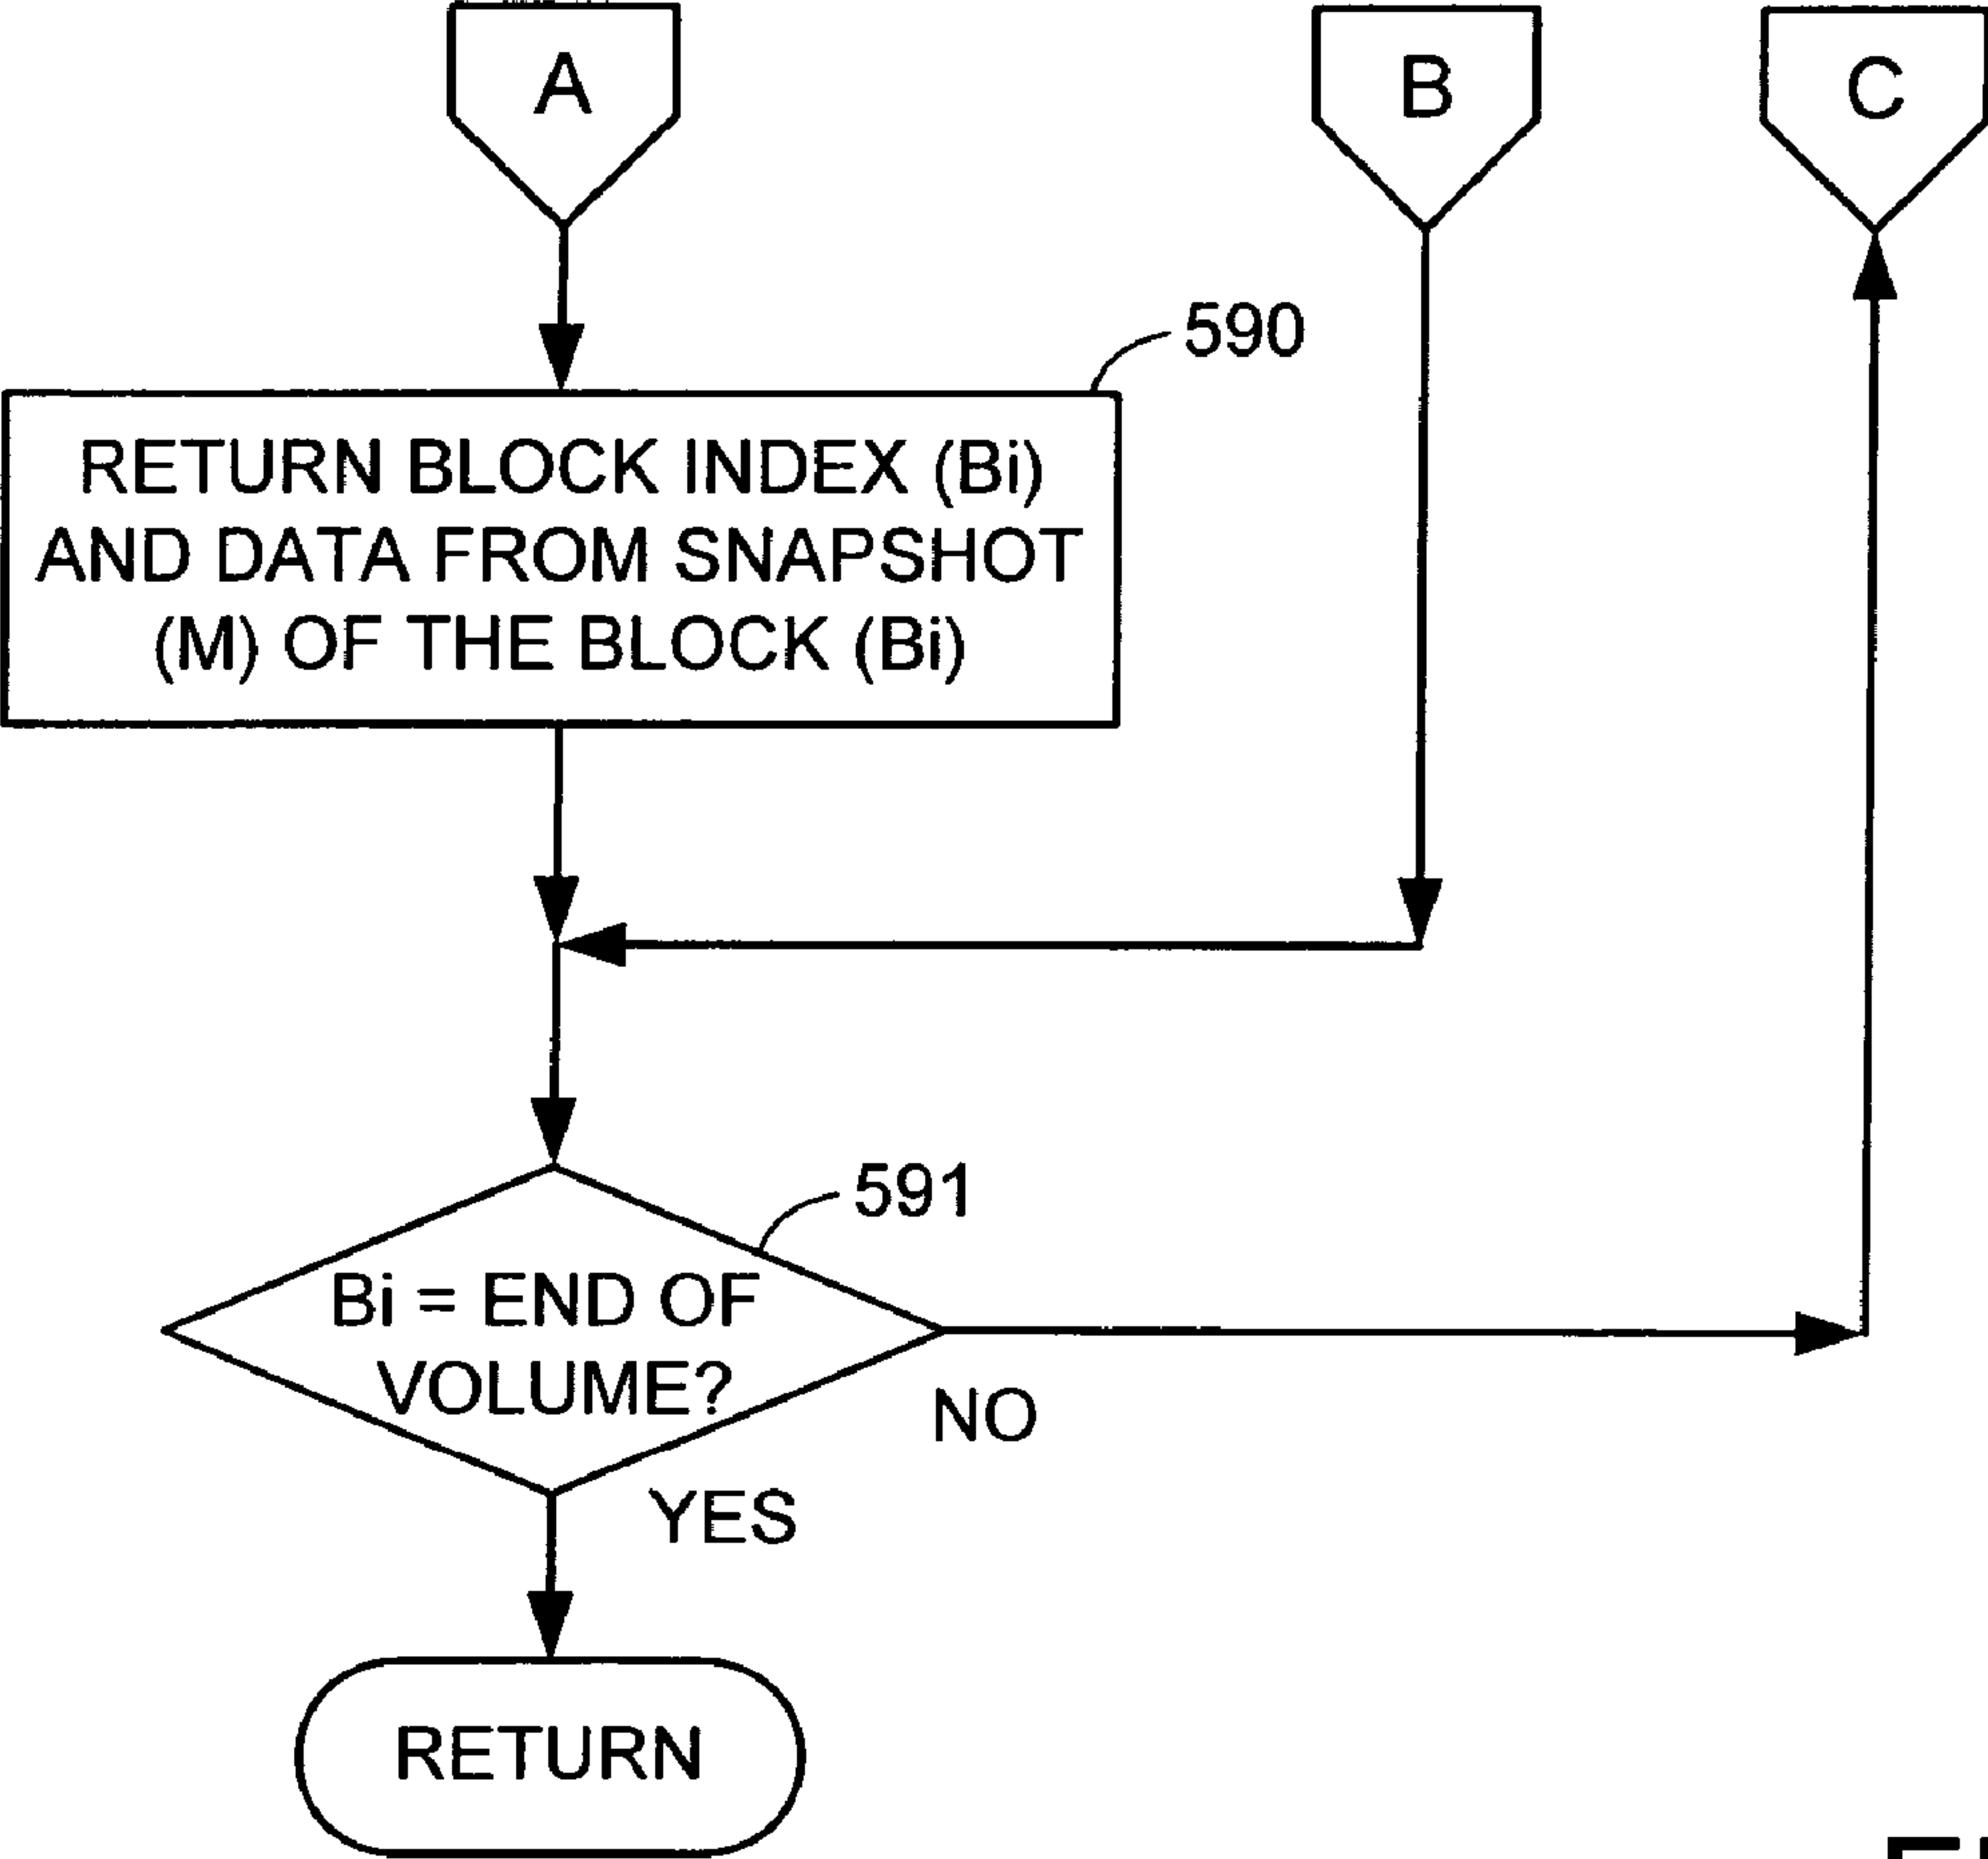 A
B
C
590
RETURN BLOCK INDEX (Bi)
AND DATA FROM SNAPSHOT
(M) OF THE BLOCK (Bi)
591
Bi = END OF
VOLUME?
NO
YES
RETURN